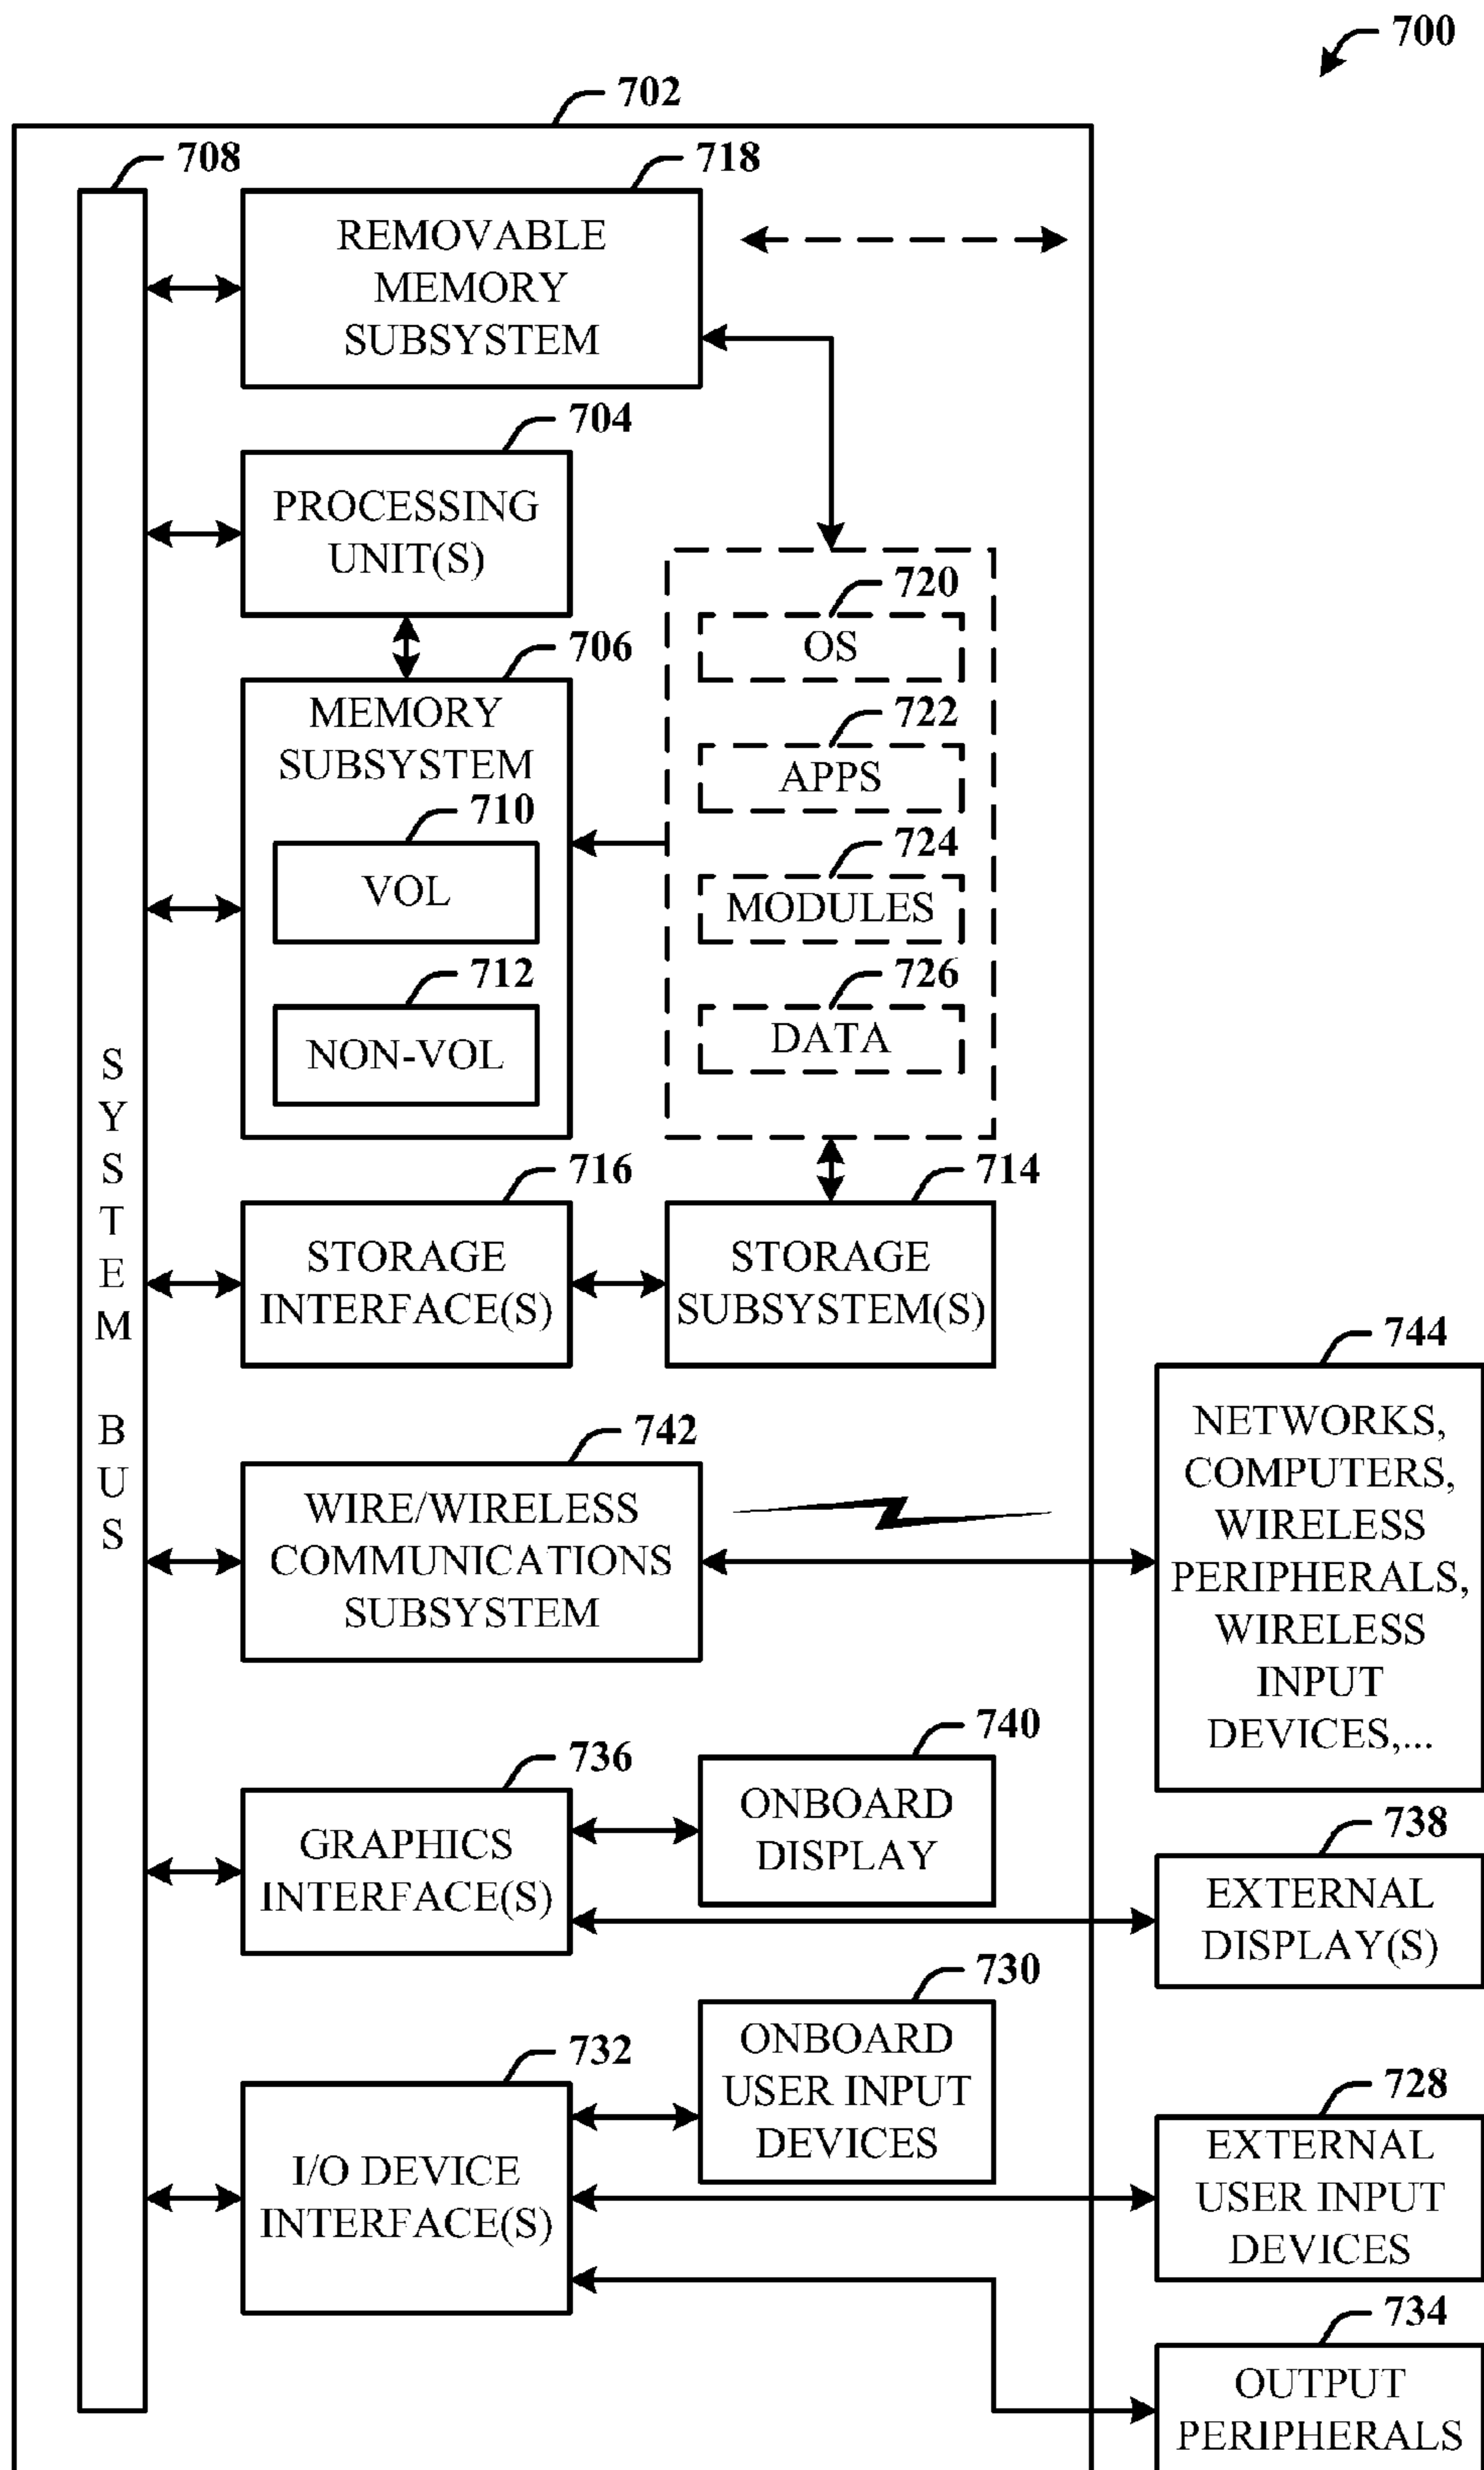 700
702
708
718
REMOVABLE
MEMORY
SUBSYSTEM
704
PROCESSING
UNIT(S)
706
MEMORY
SUBSYSTEM
710
VOL
712
NON-VOL
720
OS
722
APPS
724
MODULES
726
DATA
S
Y
S
T
E
M
B
U
S
716
STORAGE
INTERFACE(S)
714
STORAGE
SUBSYSTEM(S)
742
WIRE/WIRELESS
COMMUNICATIONS
SUBSYSTEM
744
NETWORKS,
COMPUTERS,
WIRELESS
PERIPHERALS,
WIRELESS
INPUT
DEVICES,...
736
GRAPHICS
INTERFACE(S)
740
ONBOARD
DISPLAY
738
EXTERNAL
DISPLAY(S)
732
I/O DEVICE
INTERFACE(S)
730
ONBOARD
USER INPUT
DEVICES
728
EXTERNAL
USER INPUT
DEVICES
734
OUTPUT
PERIPHERALS